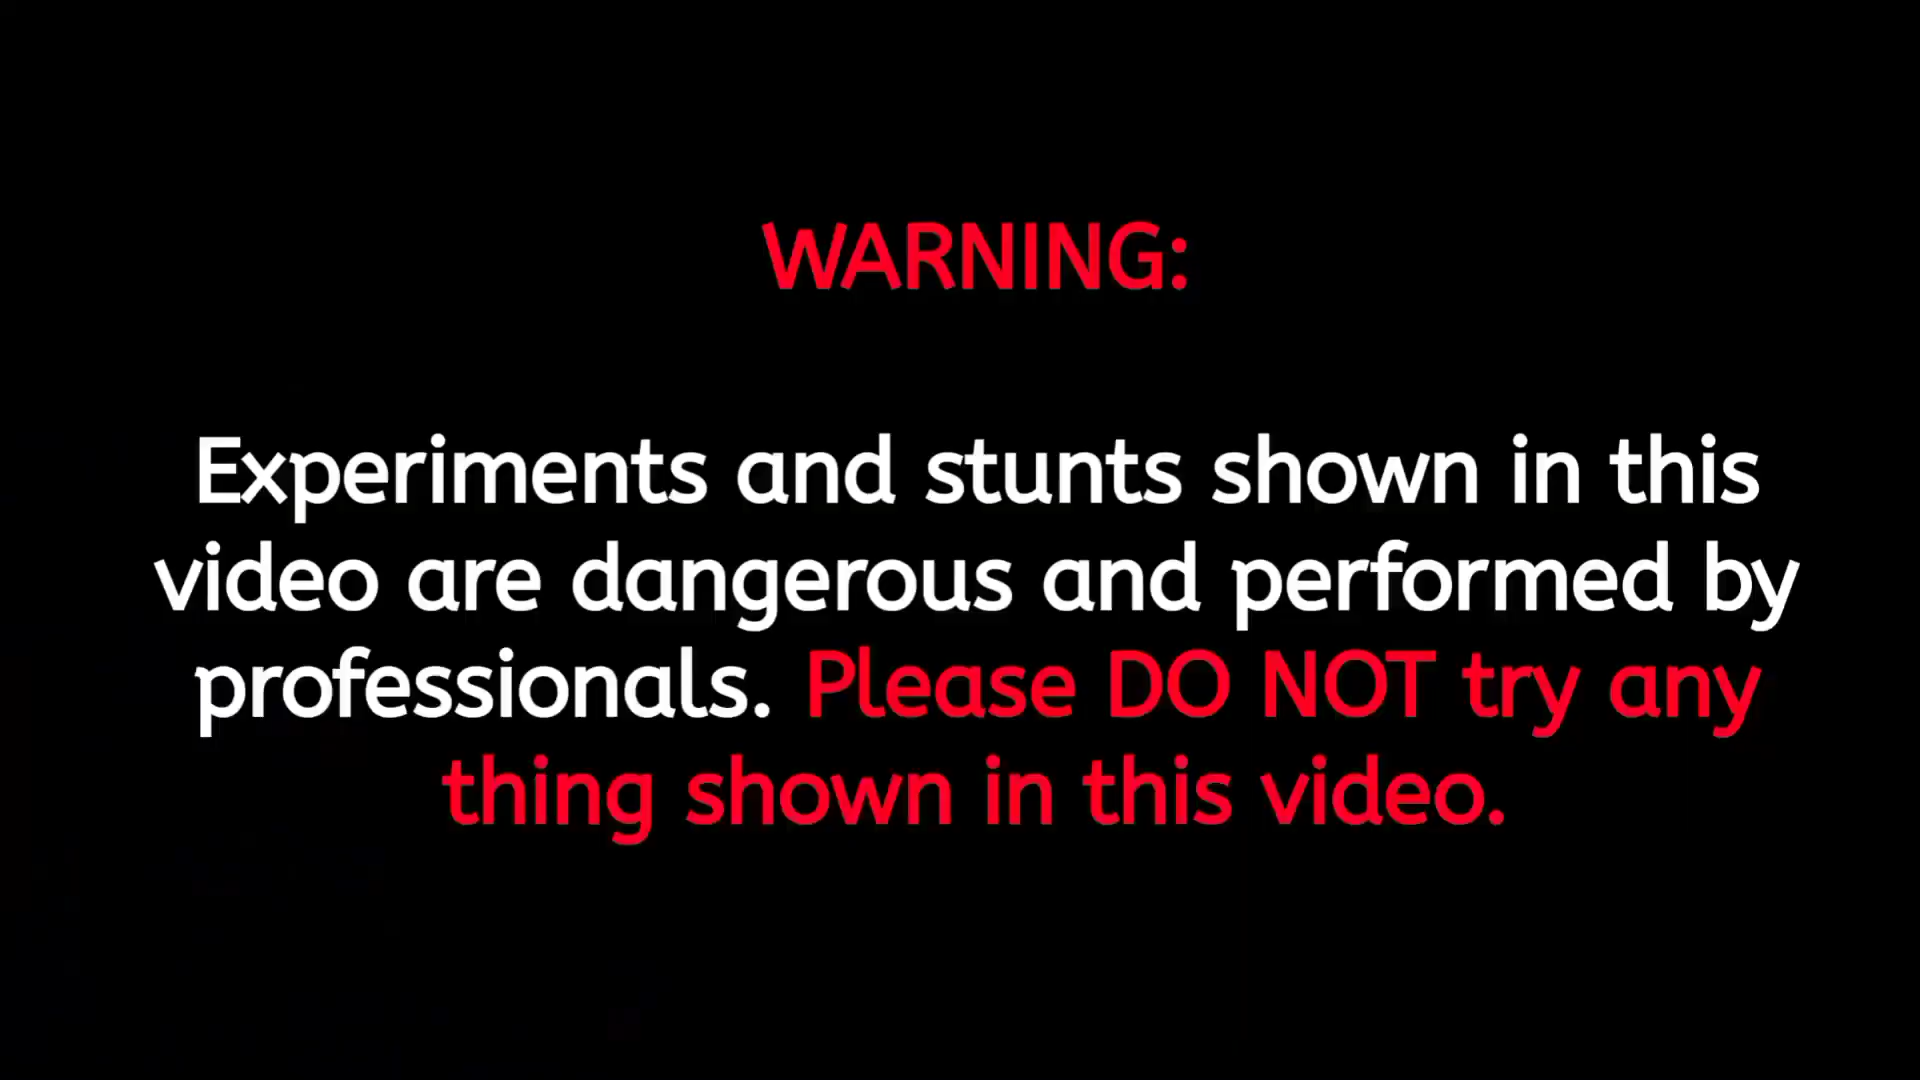 WARNING:
Experiments and stunts shown in this
video are dangerous and performed by
professionals. Please DO NOT try any
thing shown in this video.